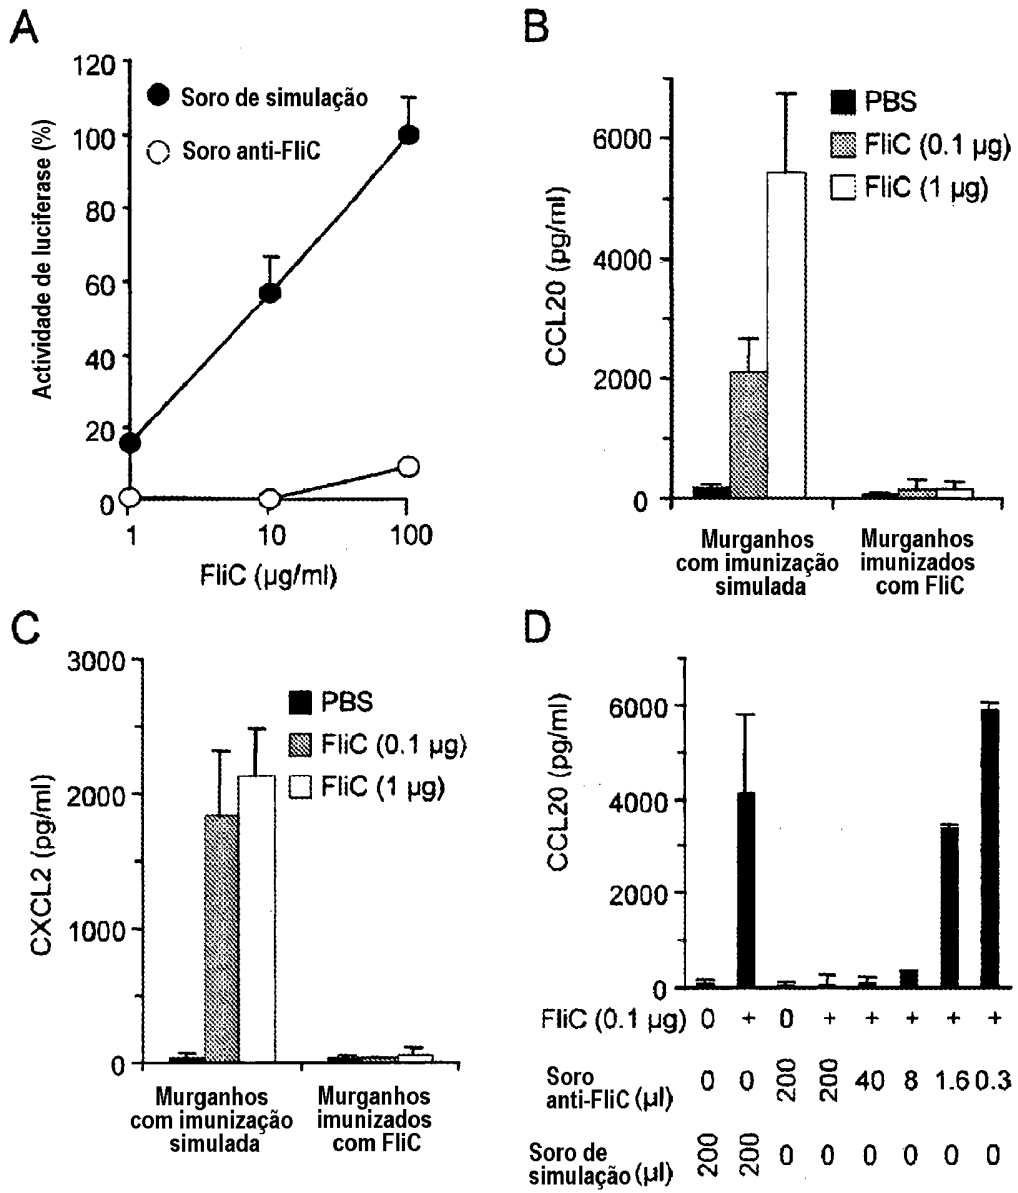 A
120
100
80
60
40
20
0
Actividade de luciferase (%)
Soro de simulação
Soro anti-FliC
1 10 100
FliC (µg/ml)
B
6000
4000
2000
0
CCL20 (pg/ml)
PBS
FliC (0.1 µg)
FliC (1 µg)
Murganhos
com imunização
simulada
Murganhos
imunizados
com FliC
C
3000
2000
1000
0
CXCL2 (pg/ml)
PBS
FliC (0.1 µg)
FliC (1 µg)
Murganhos
com imunização
simulada
Murganhos
imunizados
com FliC
D
6000
4000
2000
0
CCL20 (pg/ml)
FliC (0.1 µg) 0 + 0 + + + + +
Soro
anti-FliC (µl) 0 0 200 200 40 8 1.6 0.3
Soro de
simulação (µl) 200 200 0 0 0 0 0 0